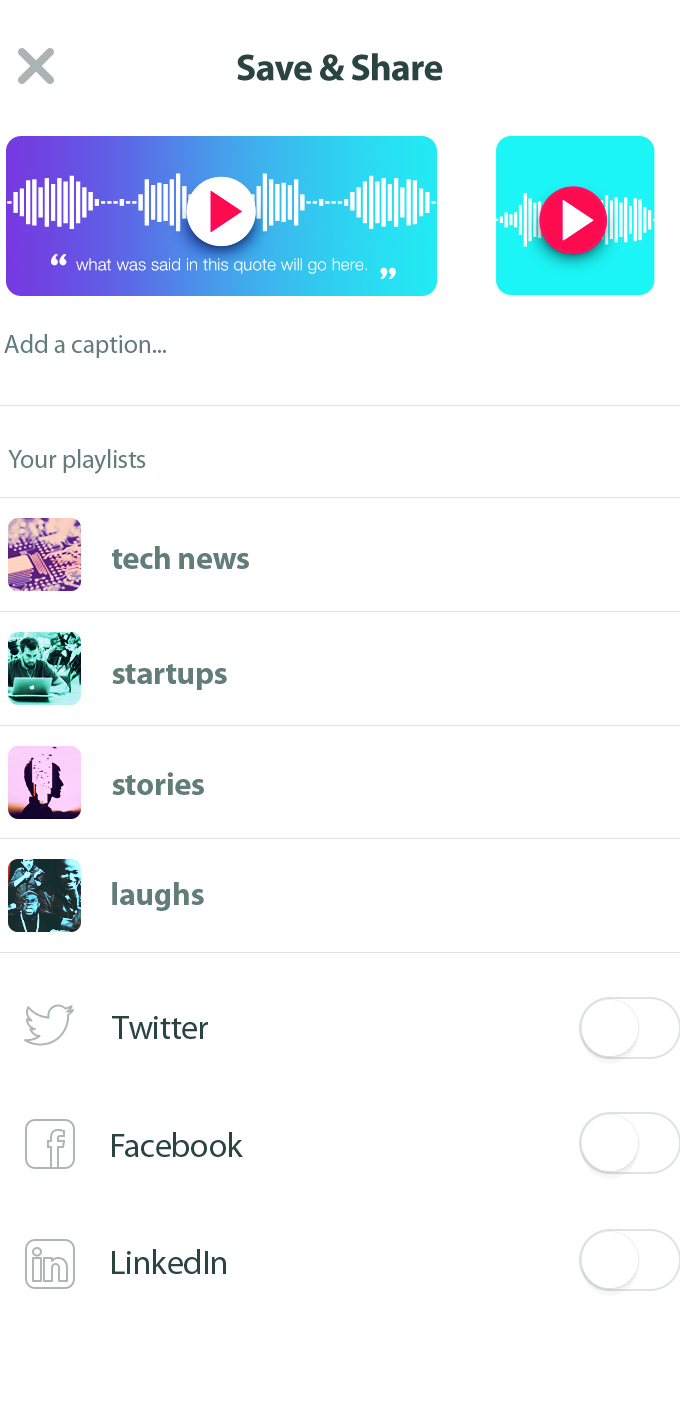 Save & Share
“ what was said in this quote will go here. ”
Add a caption...
Your playlists
tech news
startups
stories
laughs
Twitter
Facebook
LinkedIn